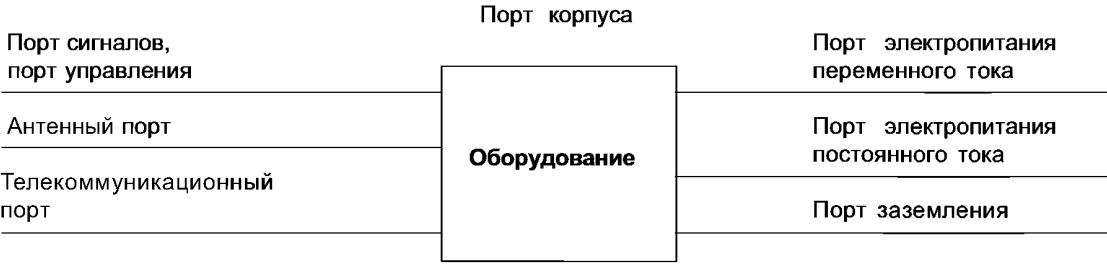 Порт корпуса
Порт сигналов,
порт управления
Антенный порт
Телекоммуникационный
порт
Оборудование
Порт электропитания
переменного тока
Порт электропитания
постоянного тока
Порт заземления